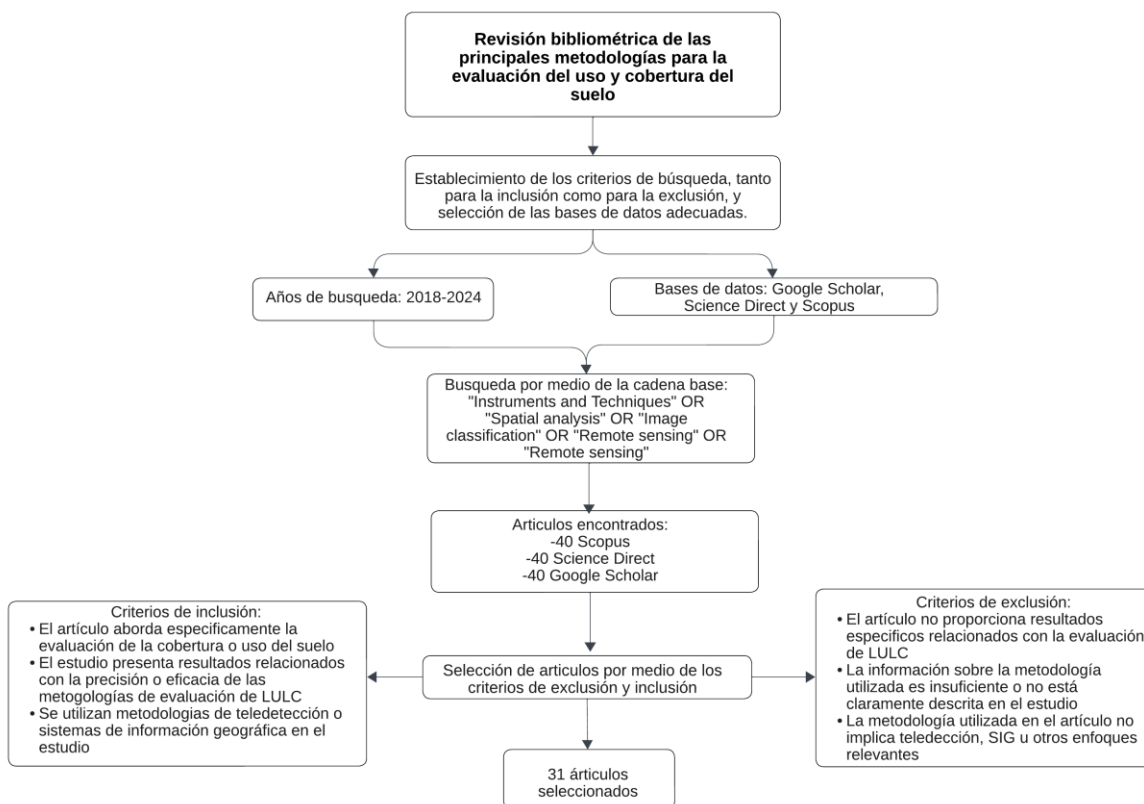 Revisión bibliométrica de las
principales metodologías para la
evaluación del uso y cobertura del
suelo
Establecimiento de los criterios de búsqueda, tanto
para la inclusión como para la exclusión, y
selección de las bases de datos adecuadas.
Años de busqueda: 2018-2024
Bases de datos: Google Scholar,
Science Direct y Scopus
Busqueda por medio de la cadena base:
"Instruments and Techniques" OR
"Spatial analysis" OR "Image
classification" OR "Remote sensing" OR
"Remote sensing"
Articulos encontrados:
-40 Scopus
-40 Science Direct
-40 Google Scholar
Criterios de inclusión:
• El artículo aborda especificamente la
evaluación de la cobertura o uso del suelo
• El estudio presenta resultados relacionados
con la precisión o eficacia de las
metogologías de evaluación de LULC
• Se utilizan metodologias de teledetección o
sistemas de información geográfica en el
estudio
Selección de articulos por medio de los
criterios de exclusión y inclusión
Criterios de exclusión:
• El artículo no proporciona resultados
especificos relacionados con la evaluación
de LULC
• La información sobre la metodología
utilizada es insuficiente o no está
claramente descrita en el estudio
• La metodología utilizada en el artículo no
implica teledección, SIG u otros enfoques
relevantes
31 árticulos
seleccionados